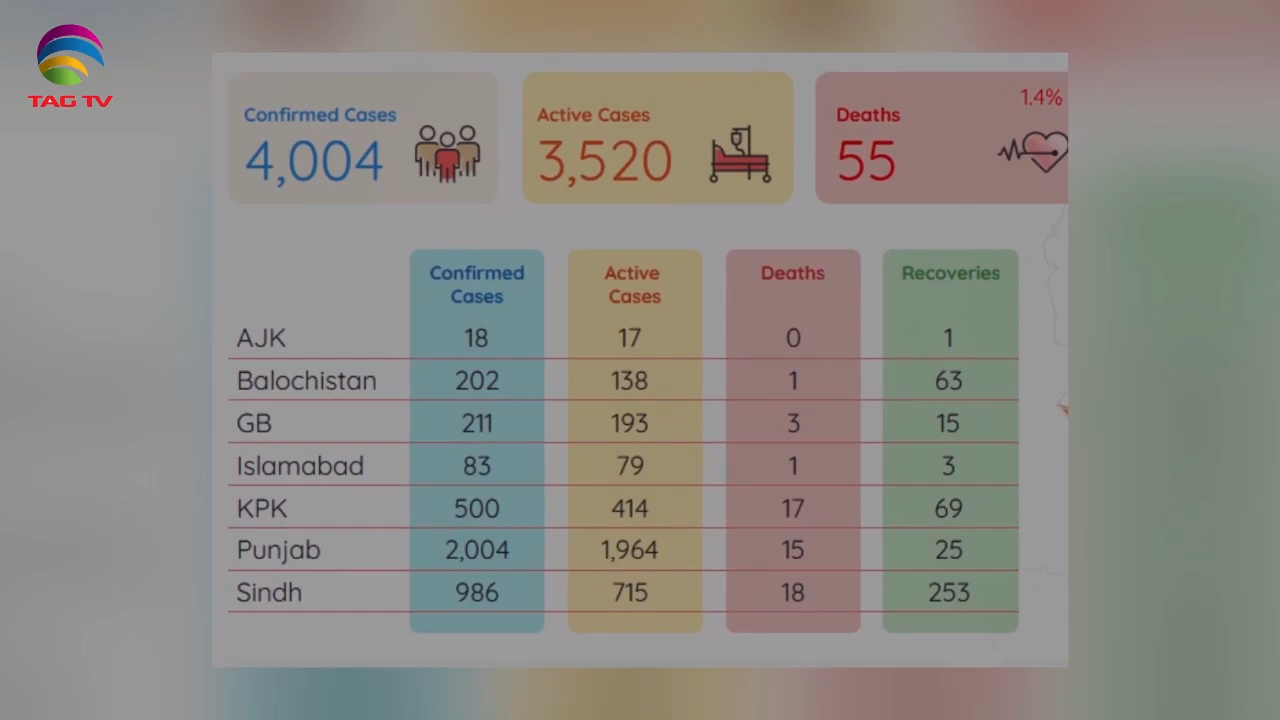 TAG TV
Confirmed Cases
4,004
Active Cases
3,520
1.4%
Deaths
55
Confirmed Cases Active Cases Deaths Recoveries
AJK 18 17 0 1
Balochistan 202 138 1 63
GB 211 193 3 15
Islamabad 83 79 1 3
KPK 500 414 17 69
Punjab 2,004 1,964 15 25
Sindh 986 715 18 253